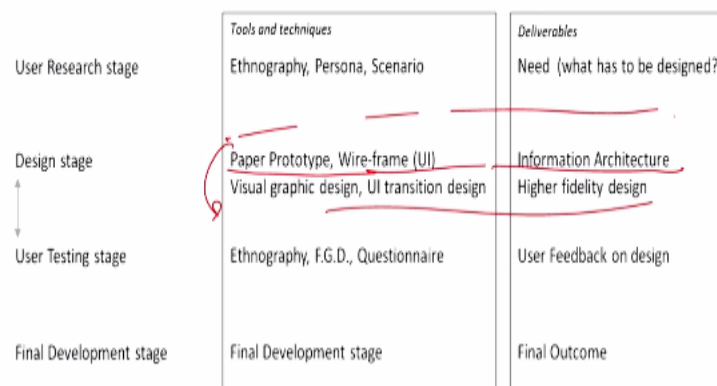 Tools and techniques
Deliverables
User Research stage
Ethnography, Persona, Scenario
Need (what has to be designed?
Design stage
Paper Prototype, Wire-frame (UI)
Information Architecture
Visual graphic design, UI transition design
Higher fidelity design
User Testing stage
Ethnography, F.G.D., Questionnaire
User Feedback on design
Final Development stage
Final Development stage
Final Outcome